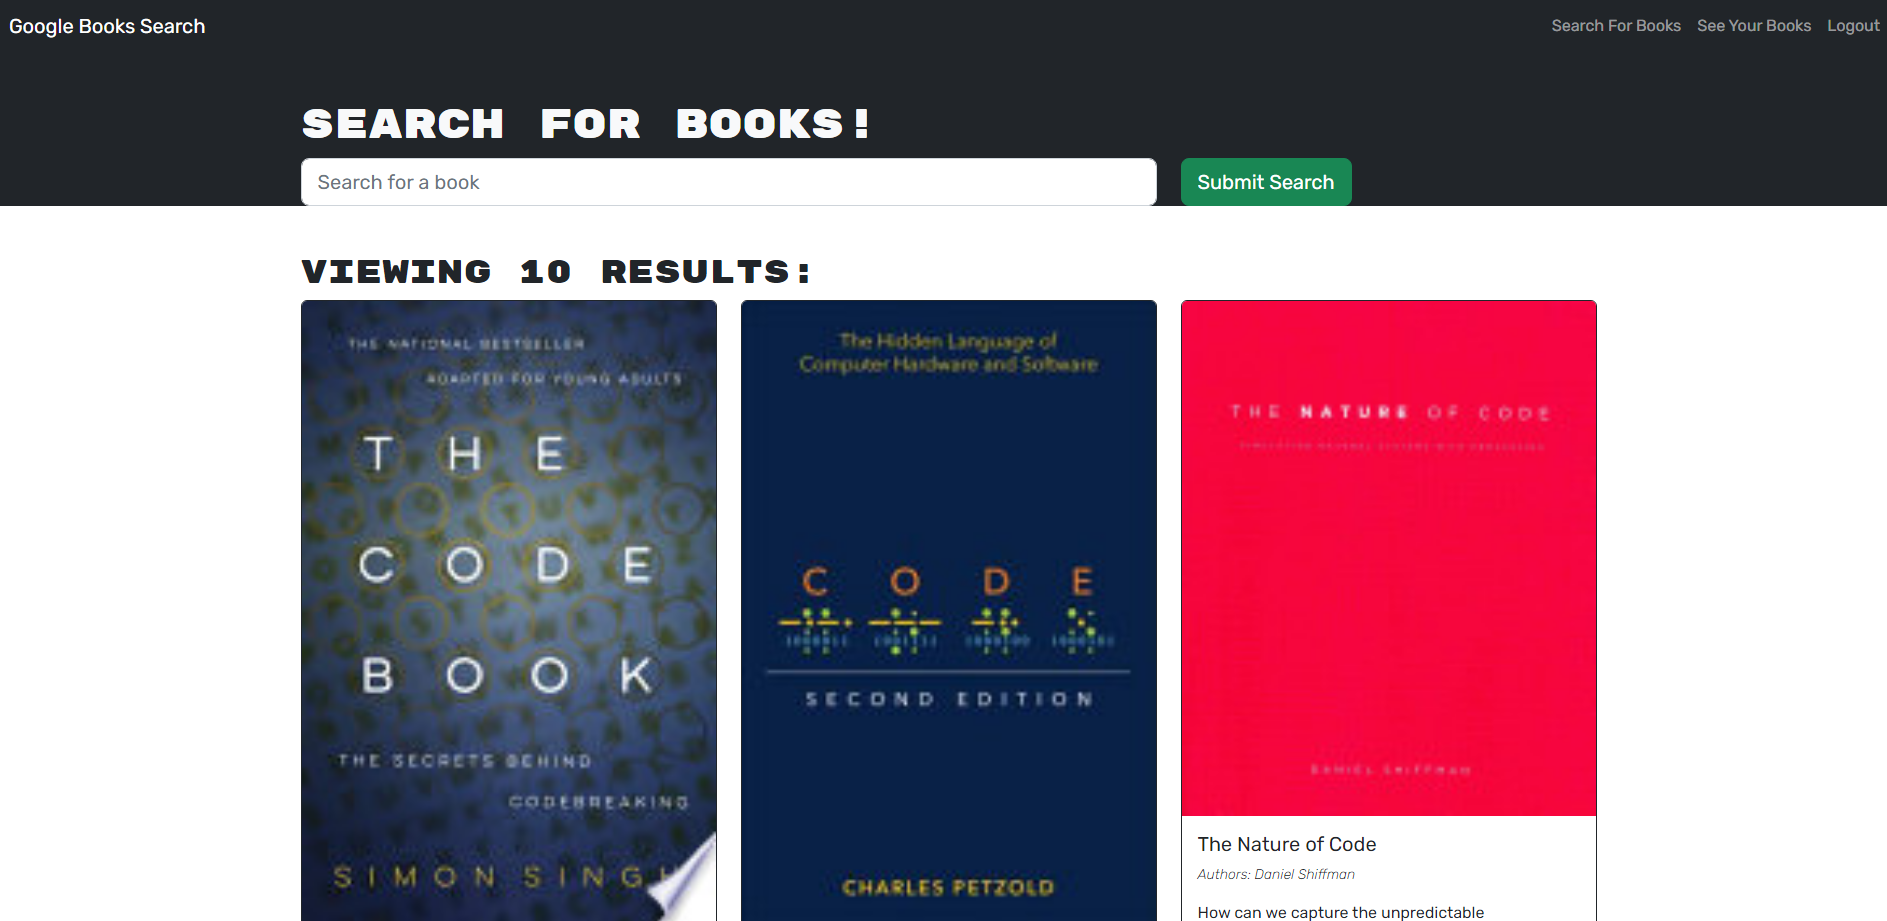 Google Books Search
Search For Books
See Your Books
Logout
SEARCH FOR BOOKS!
Search for a book
Submit Search
VIEWING 10 RESULTS:
THE NATIONAL BESTSELLER
ADAPTED FOR YOUNG ADULTS
THE
CODE
BOOK
THE SECRETS BEHIND
CODEBREAKING
SIMON SINGH
The Hidden Language of
Computer Hardware and Software
CODE
SECOND EDITION
CHARLES PETZOLD
THE NATURE OF CODE
DANIEL SHIFFMAN
The Nature of Code
Authors: Daniel Shiffman
How can we capture the unpredictable